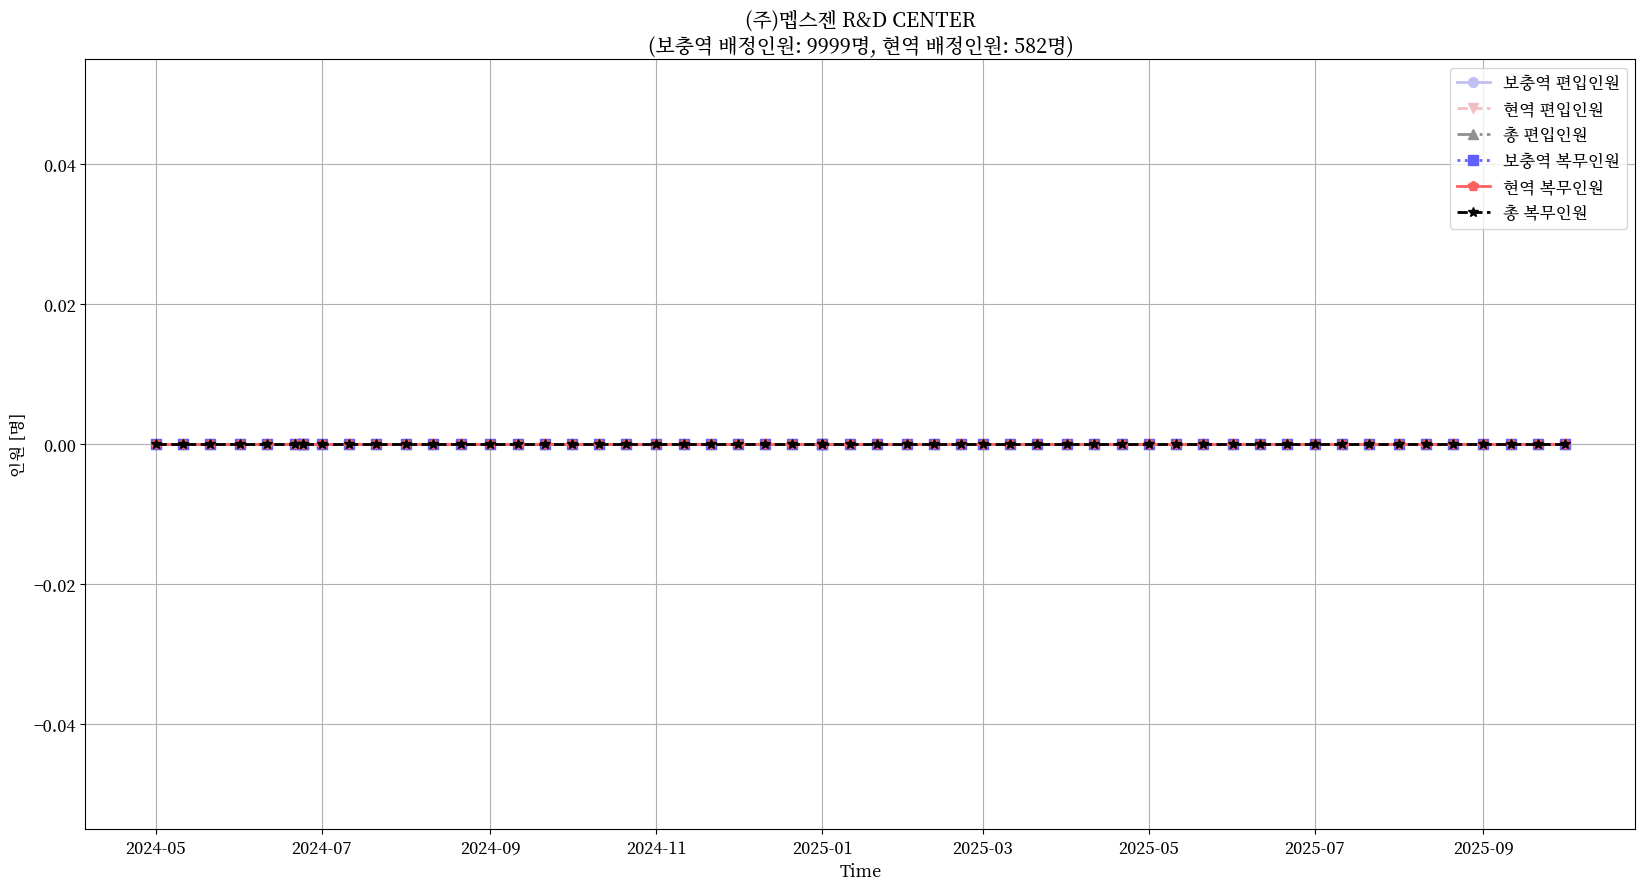 (주)멥스젠 R&D CENTER
(보충역 배정인원: 9999명, 현역 배정인원: 582명)
보충역 편입인원
현역 편입인원
총 편입인원
보충역 복무인원
현역 복무인원
총 복무인원
인원 [명]
0.04
0.02
0.00
−0.02
−0.04
2024-05 2024-07 2024-09 2024-11 2025-01 2025-03 2025-05 2025-07 2025-09
Time